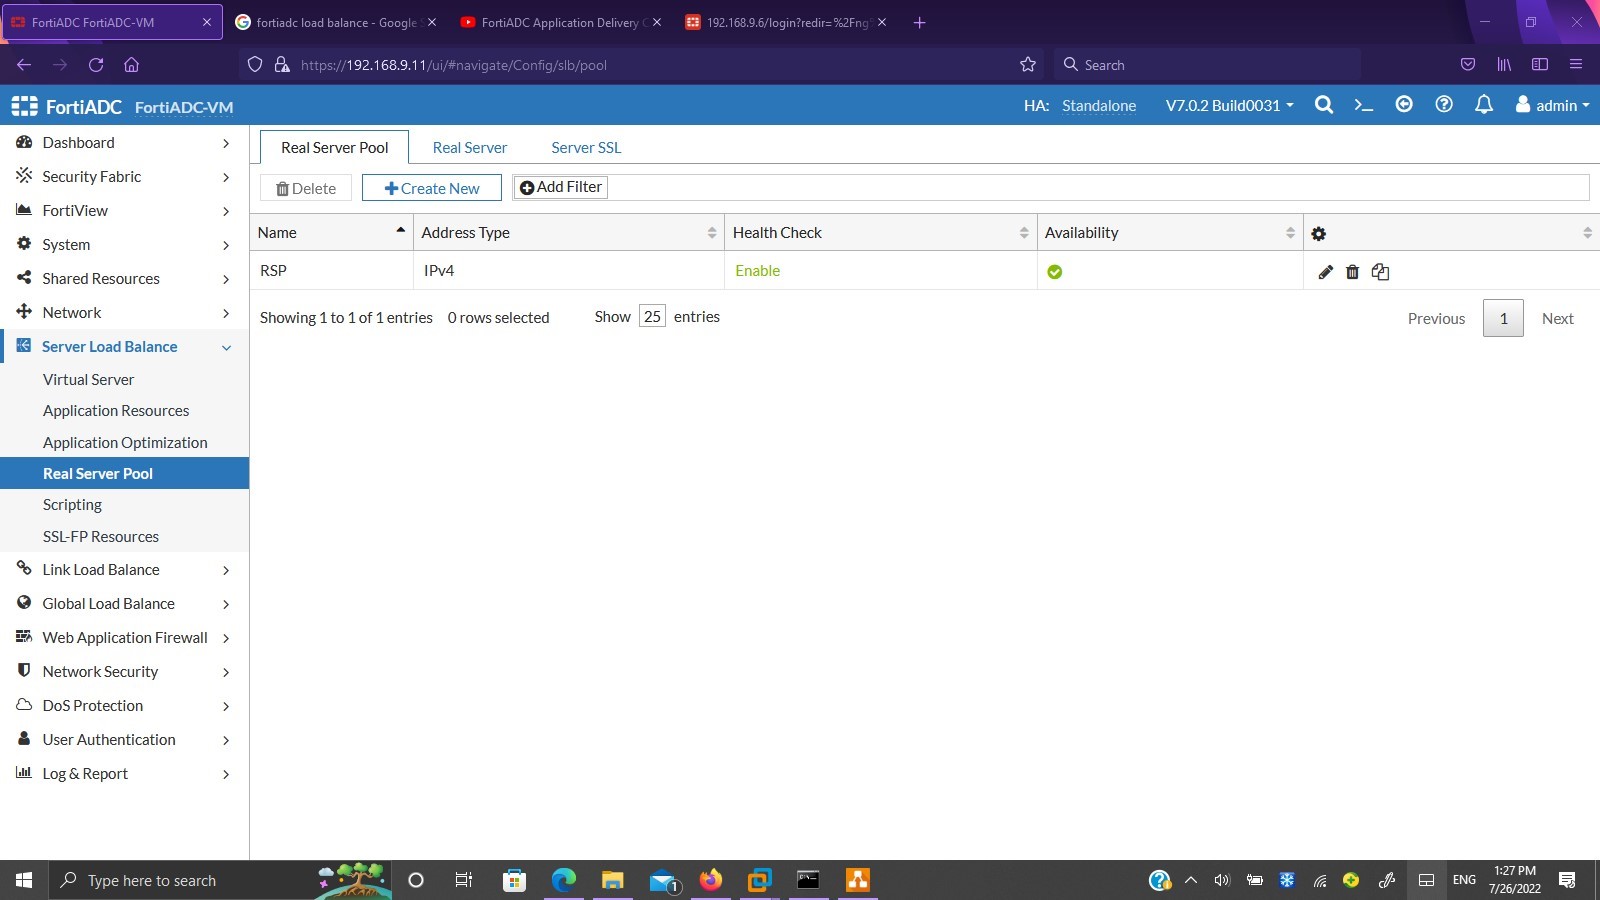 FortiADC FortiADC-VM
fortiadc load balance - Google S
FortiADC Application Delivery C
192.168.9.6/login?redir=%2Fng
https://192.168.9.11/ui/#navigate/Config/slb/pool
Search
FortiADC FortiADC-VM
HA: Standalone V7.0.2 Build0031 admin
Dashboard
Security Fabric
FortiView
System
Shared Resources
Network
Server Load Balance
Virtual Server
Application Resources
Application Optimization
Real Server Pool
Scripting
SSL-FP Resources
Link Load Balance
Global Load Balance
Web Application Firewall
Network Security
DoS Protection
User Authentication
Log & Report
Real Server Pool Real Server Server SSL
Delete Create New Add Filter
Name Address Type Health Check Availability
RSP IPv4 Enable
Showing 1 to 1 of 1 entries 0 rows selected Show 25 entries Previous 1 Next
Type here to search
1
ENG
1:27 PM
7/26/2022